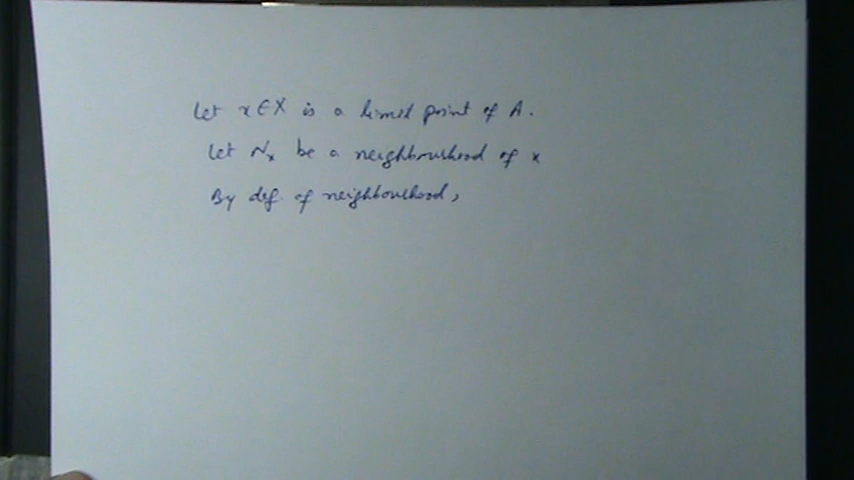 Let x ∈ X is a limit point of A.
Let Nx be a neighbourhood of x
By def. of neighbourhood,